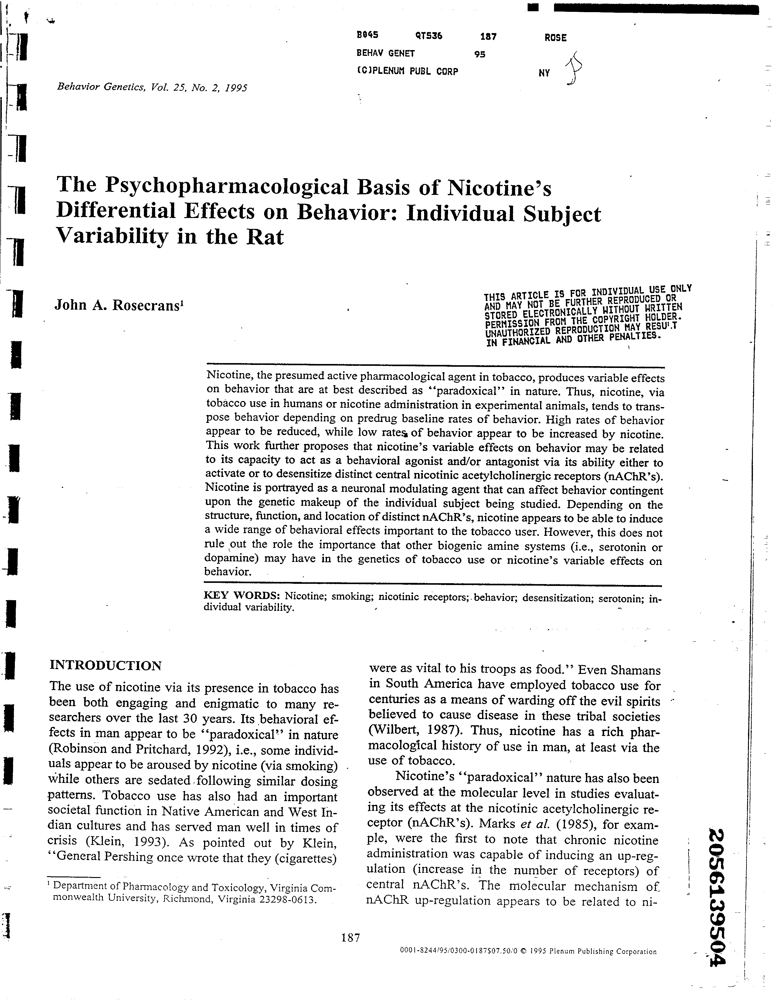 B045 QT536 187 ROSE
BEHAV GENET 95
(C)PLENUM PUBL CORP NY
Behavior Genetics, Vol. 25, No. 2, 1995
The Psychopharmacological Basis of Nicotine's
Differential Effects on Behavior: Individual Subject
Variability in the Rat
John A. Rosecrans¹
THIS ARTICLE IS FOR INDIVIDUAL USE ONLY
AND MAY NOT BE FURTHER REPRODUCED OR
STORED ELECTRONICALLY WITHOUT WRITTEN
PERMISSION FROM THE COPYRIGHT HOLDER.
UNAUTHORIZED REPRODUCTION MAY RESULT
IN FINANCIAL AND OTHER PENALTIES.
Nicotine, the presumed active pharmacological agent in tobacco, produces variable effects
on behavior that are at best described as "paradoxical" in nature. Thus, nicotine, via
tobacco use in humans or nicotine administration in experimental animals, tends to trans-
pose behavior depending on predrug baseline rates of behavior. High rates of behavior
appear to be reduced, while low rates of behavior appear to be increased by nicotine.
This work further proposes that nicotine's variable effects on behavior may be related
to its capacity to act as a behavioral agonist and/or antagonist via its ability either to
activate or to desensitize distinct central nicotinic acetylcholinergic receptors (nAChR's).
Nicotine is portrayed as a neuronal modulating agent that can affect behavior contingent
upon the genetic makeup of the individual subject being studied. Depending on the
structure, function, and location of distinct nAChR's, nicotine appears to be able to induce
a wide range of behavioral effects important to the tobacco user. However, this does not
rule out the role the importance that other biogenic amine systems (i.e., serotonin or
dopamine) may have in the genetics of tobacco use or nicotine's variable effects on
behavior.
KEY WORDS: Nicotine; smoking; nicotinic receptors; behavior; desensitization; serotonin; in-
dividual variability.
INTRODUCTION
The use of nicotine via its presence in tobacco has
been both engaging and enigmatic to many re-
searchers over the last 30 years. Its behavioral ef-
fects in man appear to be "paradoxical" in nature
(Robinson and Pritchard, 1992), i.e., some individ-
uals appear to be aroused by nicotine (via smoking)
while others are sedated following similar dosing
patterns. Tobacco use has also had an important
societal function in Native American and West In-
dian cultures and has served man well in times of
crisis (Klein, 1993). As pointed out by Klein,
"General Pershing once wrote that they (cigarettes)
¹ Department of Pharmacology and Toxicology, Virginia Com-
monwealth University, Richmond, Virginia 23298-0613.
were as vital to his troops as food." Even Shamans
in South America have employed tobacco use for
centuries as a means of warding off the evil spirits
believed to cause disease in these tribal societies
(Wilbert, 1987). Thus, nicotine has a rich phar-
macological history of use in man, at least via the
use of tobacco.
Nicotine's "paradoxical" nature has also been
observed at the molecular level in studies evaluat-
ing its effects at the nicotinic acetylcholinergic re-
ceptor (nAChR's). Marks et al. (1985), for exam-
ple, were the first to note that chronic nicotine
administration was capable of inducing an up-reg-
ulation (increase in the number of receptors) of
central nAChR's. The molecular mechanism of
nAChR up-regulation appears to be related to ni-
187
0001-8244/95/0300-0187$07.50/0 © 1995 Plenum Publishing Corporation
2056139504